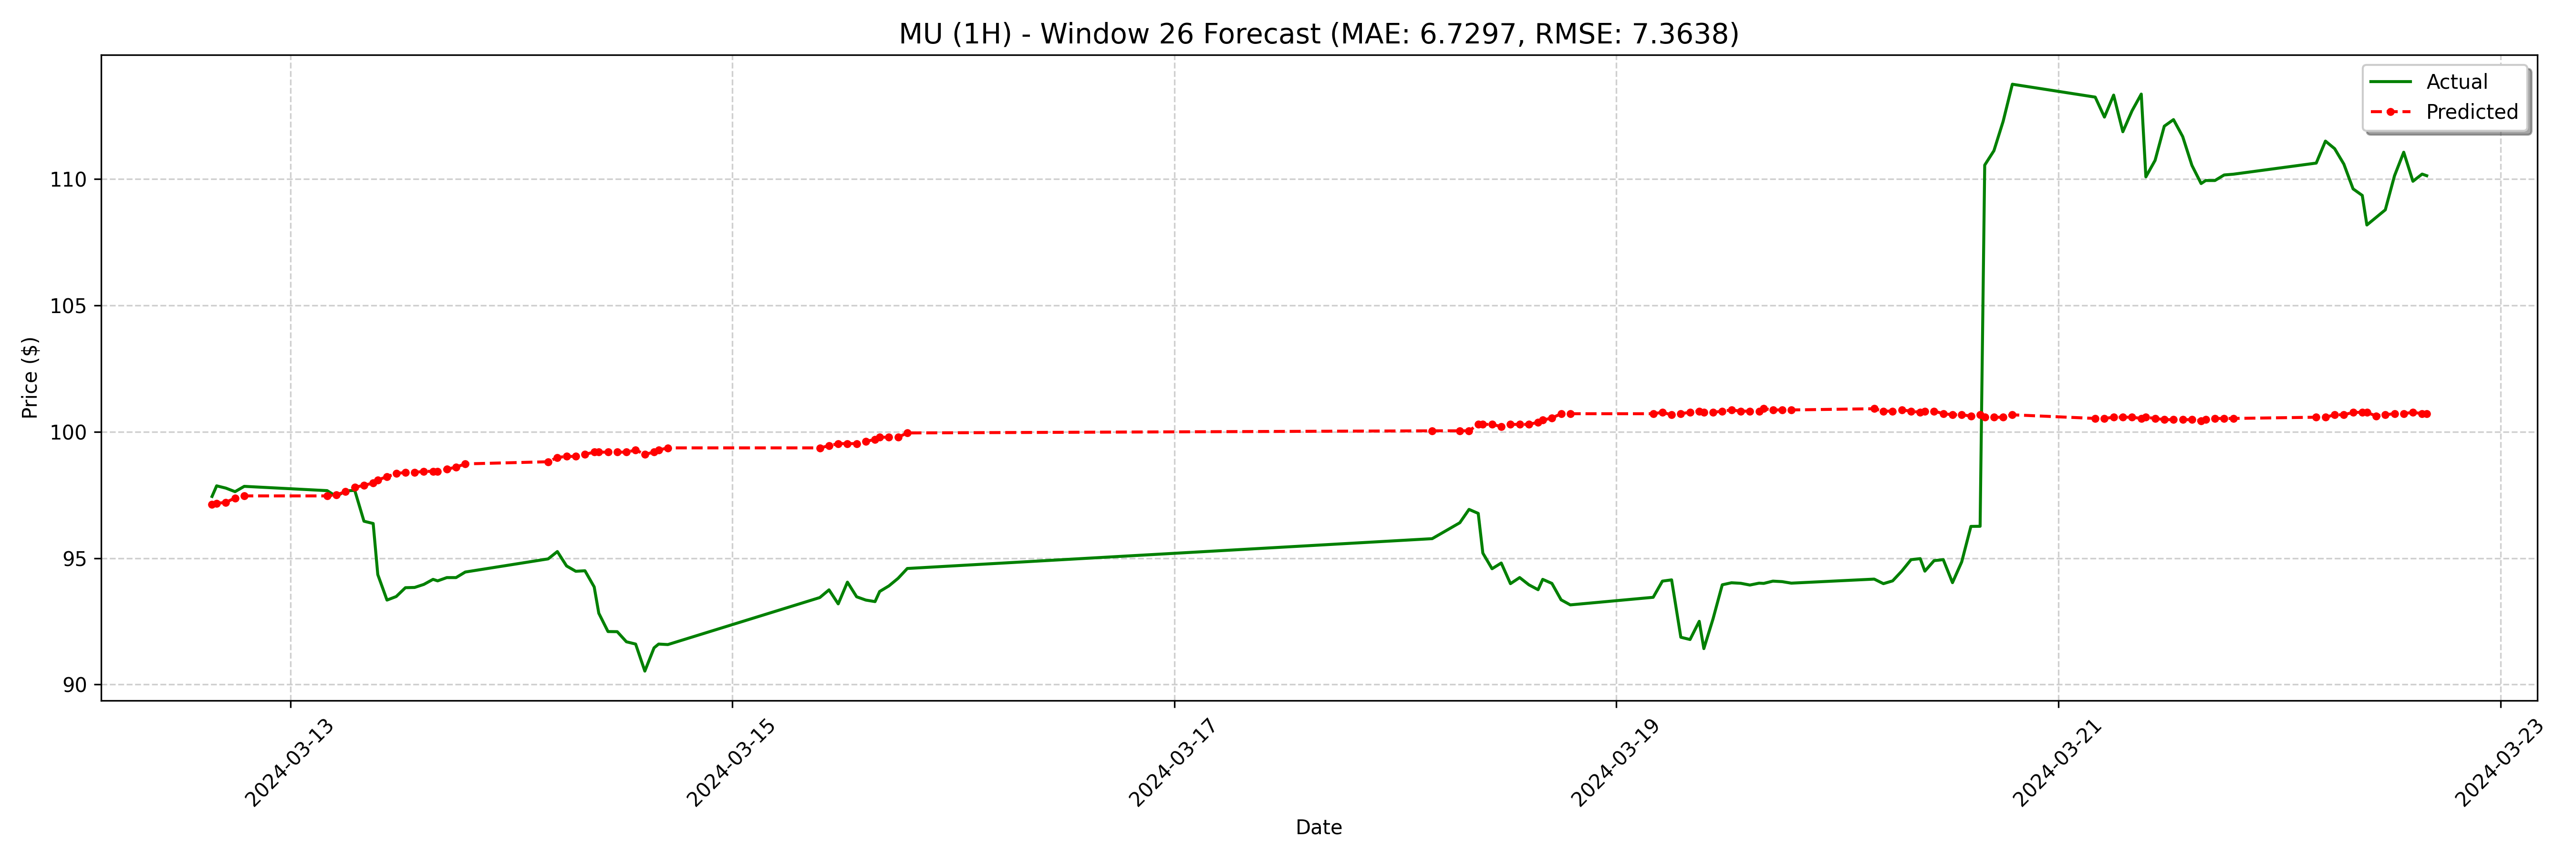 MU (1H) - Window 26 Forecast (MAE: 6.7297, RMSE: 7.3638)
Actual
Predicted
Price ($)
110
105
100
95
90
2024-03-13
2024-03-15
2024-03-17
2024-03-19
2024-03-21
2024-03-23
Date